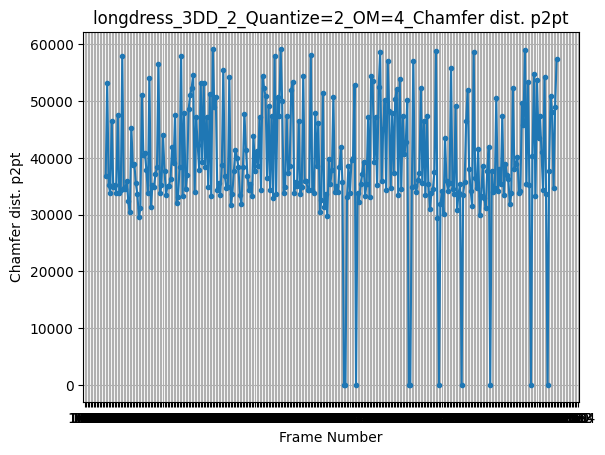 longdress_3DD_2_Quantize=2_OM=4_Chamfer dist. p2pt
60000
50000
40000
30000
20000
10000
0
Chamfer dist. p2pt
Frame Number